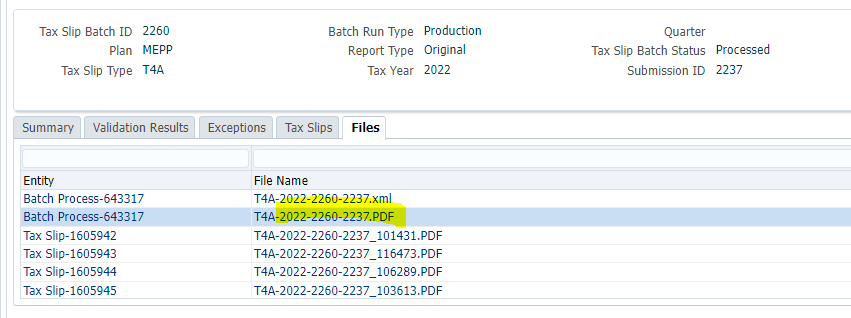 Tax Slip Batch ID 2260 Batch Run Type Production Quarter
Plan MEPP Report Type Original Tax Slip Batch Status Processed
Tax Slip Type T4A Tax Year 2022 Submission ID 2237
Summary Validation Results Exceptions Tax Slips Files
Entity File Name
Batch Process-643317 T4A-2022-2260-2237.xml
Batch Process-643317 T4A-2022-2260-2237.PDF
Tax Slip-1605942 T4A-2022-2260-2237_101431.PDF
Tax Slip-1605943 T4A-2022-2260-2237_116473.PDF
Tax Slip-1605944 T4A-2022-2260-2237_106289.PDF
Tax Slip-1605945 T4A-2022-2260-2237_103613.PDF